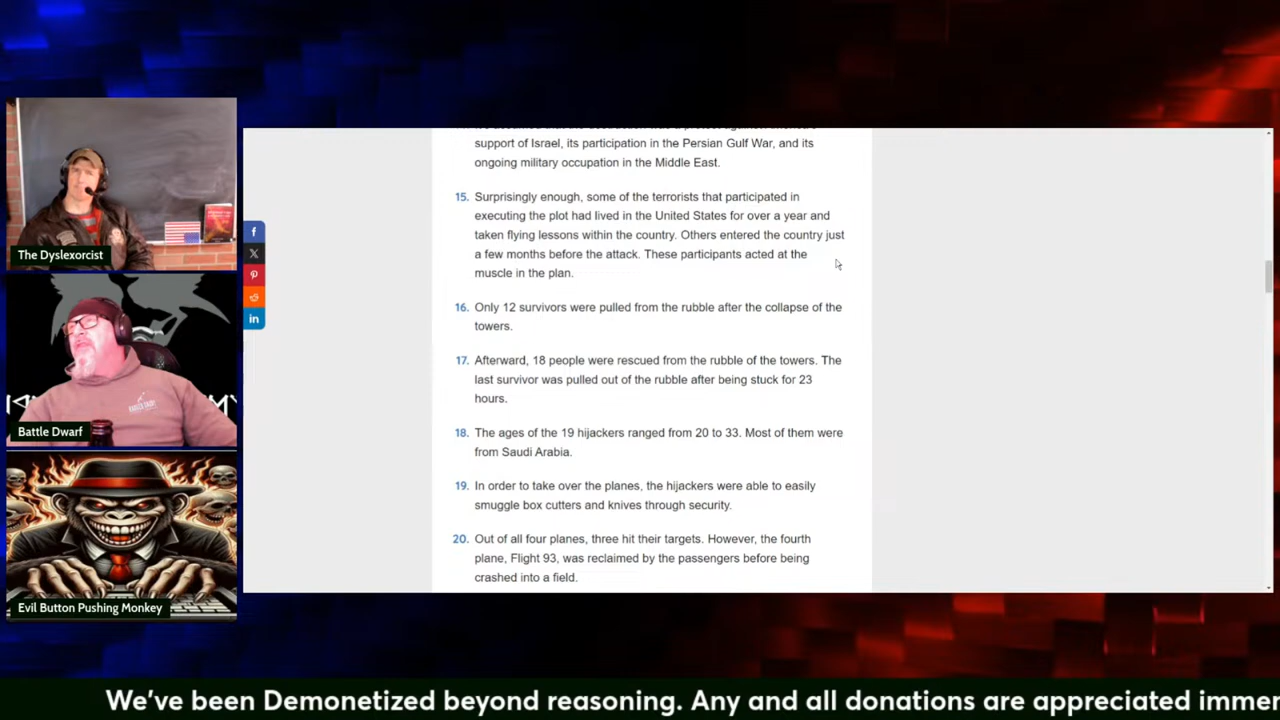 The Dyslexorcist
Battle Dwarf
Evil Button Pushing Monkey
support of Israel, its participation in the Persian Gulf War, and its
ongoing military occupation in the Middle East.
15. Surprisingly enough, some of the terrorists that participated in
executing the plot had lived in the United States for over a year and
taken flying lessons within the country. Others entered the country just
a few months before the attack. These participants acted at the
muscle in the plan.
16. Only 12 survivors were pulled from the rubble after the collapse of the
towers.
17. Afterward, 18 people were rescued from the rubble of the towers. The
last survivor was pulled out of the rubble after being stuck for 23
hours.
18. The ages of the 19 hijackers ranged from 20 to 33. Most of them were
from Saudi Arabia.
19. In order to take over the planes, the hijackers were able to easily
smuggle box cutters and knives through security.
20. Out of all four planes, three hit their targets. However, the fourth
plane, Flight 93, was reclaimed by the passengers before being
crashed into a field.
We've been Demonetized beyond reasoning. Any and all donations are appreciated immer